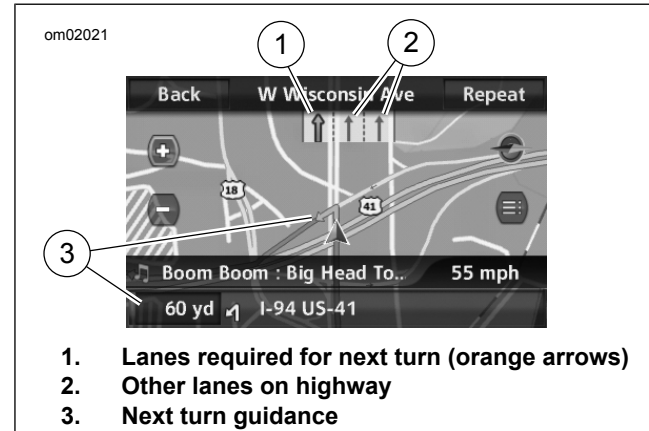 om02021
1 2
Back W Wisconsin Ave Repeat
18
41
3
Boom Boom : Big Head To.. 55 mph
60 yd I-94 US-41
1. Lanes required for next turn (orange arrows)
2. Other lanes on highway
3. Next turn guidance